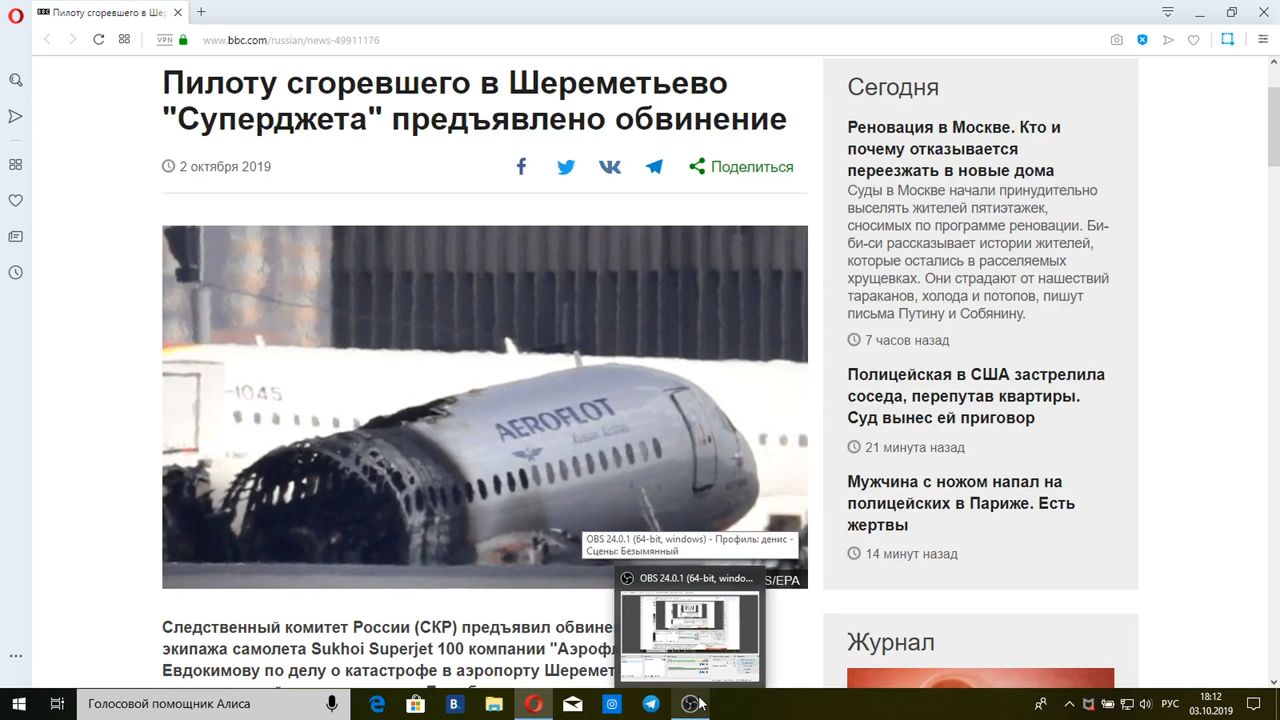 Пилоту сгоревшего в Шер
VPN
www.bbc.com/russian/news-49911176
Пилоту сгоревшего в Шереметьево
"Суперджета" предъявлено обвинение
2 октября 2019
Поделиться
-1045
AEROFLOT
Russian Airlines
OBS 24.0.1 (64-bit, windows) - Профиль: денис -
Сцены: Безымянный
OBS 24.0.1 (64-bit, windo...
S/EPA
Следственный комитет России (СКР) предъявил обвине
экипажа самолета Sukhoi Superjet 100 компании "Аэроф
Евдокимову по делу о катастрофе в аэропорту Шеремет
Сегодня
Реновация в Москве. Кто и
почему отказывается
переезжать в новые дома
Суды в Москве начали принудительно
выселять жителей пятиэтажек,
сносимых по программе реновации. Би-
би-си рассказывает истории жителей,
которые остались в расселяемых
хрущевках. Они страдают от нашествий
тараканов, холода и потопов, пишут
письма Путину и Собянину.
7 часов назад
Полицейская в США застрелила
соседа, перепутав квартиры.
Суд вынес ей приговор
21 минута назад
Мужчина с ножом напал на
полицейских в Париже. Есть
жертвы
14 минут назад
Журнал
Голосовой помощник Алиса
РУС
18:12
03.10.2019